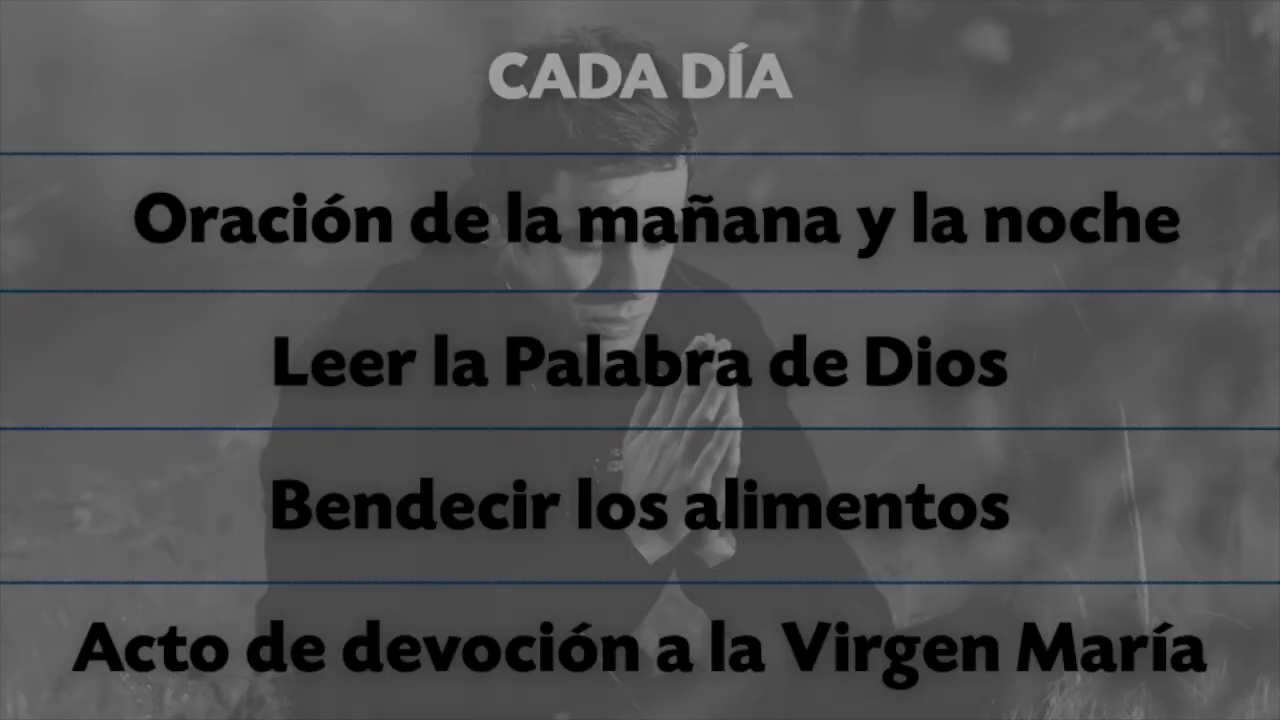 CADA DÍA
Oración de la mañana y la noche
Leer la Palabra de Dios
Bendecir los alimentos
Acto de devoción a la Virgen María